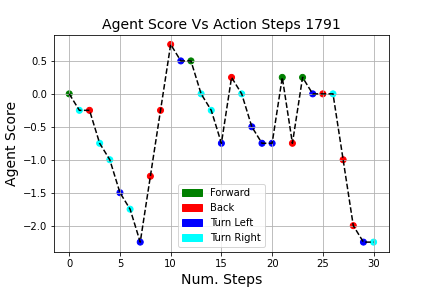 Agent Score Vs Action Steps 1791
Agent Score
0.5
0.0
−0.5
−1.0
−1.5
−2.0
Forward
Back
Turn Left
Turn Right
0 5 10 15 20 25 30
Num. Steps